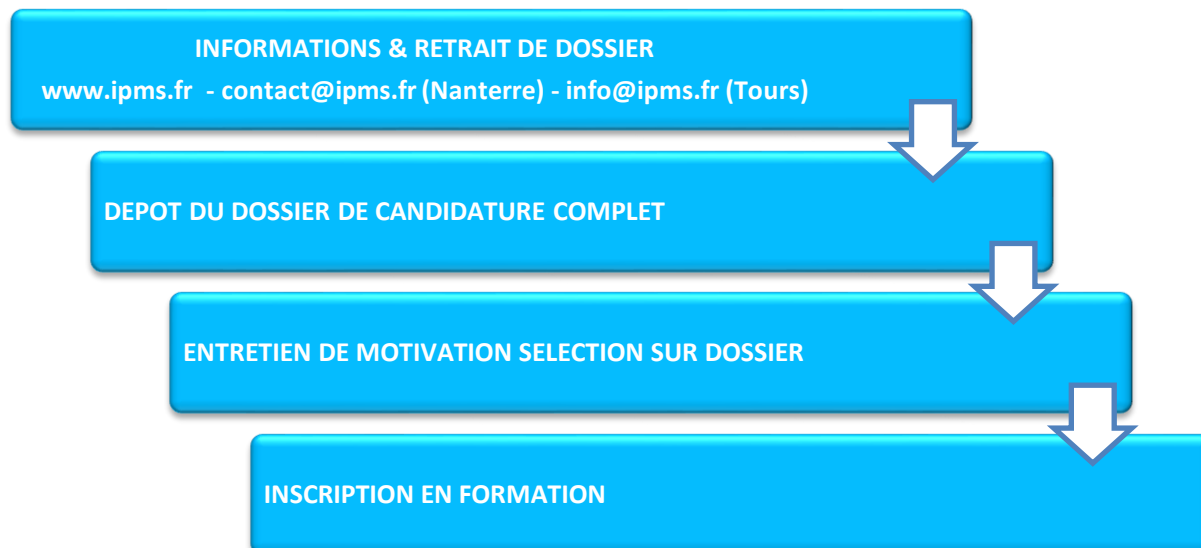 INFORMATIONS & RETRAIT DE DOSSIER
www.ipms.fr - contact@ipms.fr (Nanterre) - info@ipms.fr (Tours)
DEPOT DU DOSSIER DE CANDIDATURE COMPLET
ENTRETIEN DE MOTIVATION SELECTION SUR DOSSIER
INSCRIPTION EN FORMATION